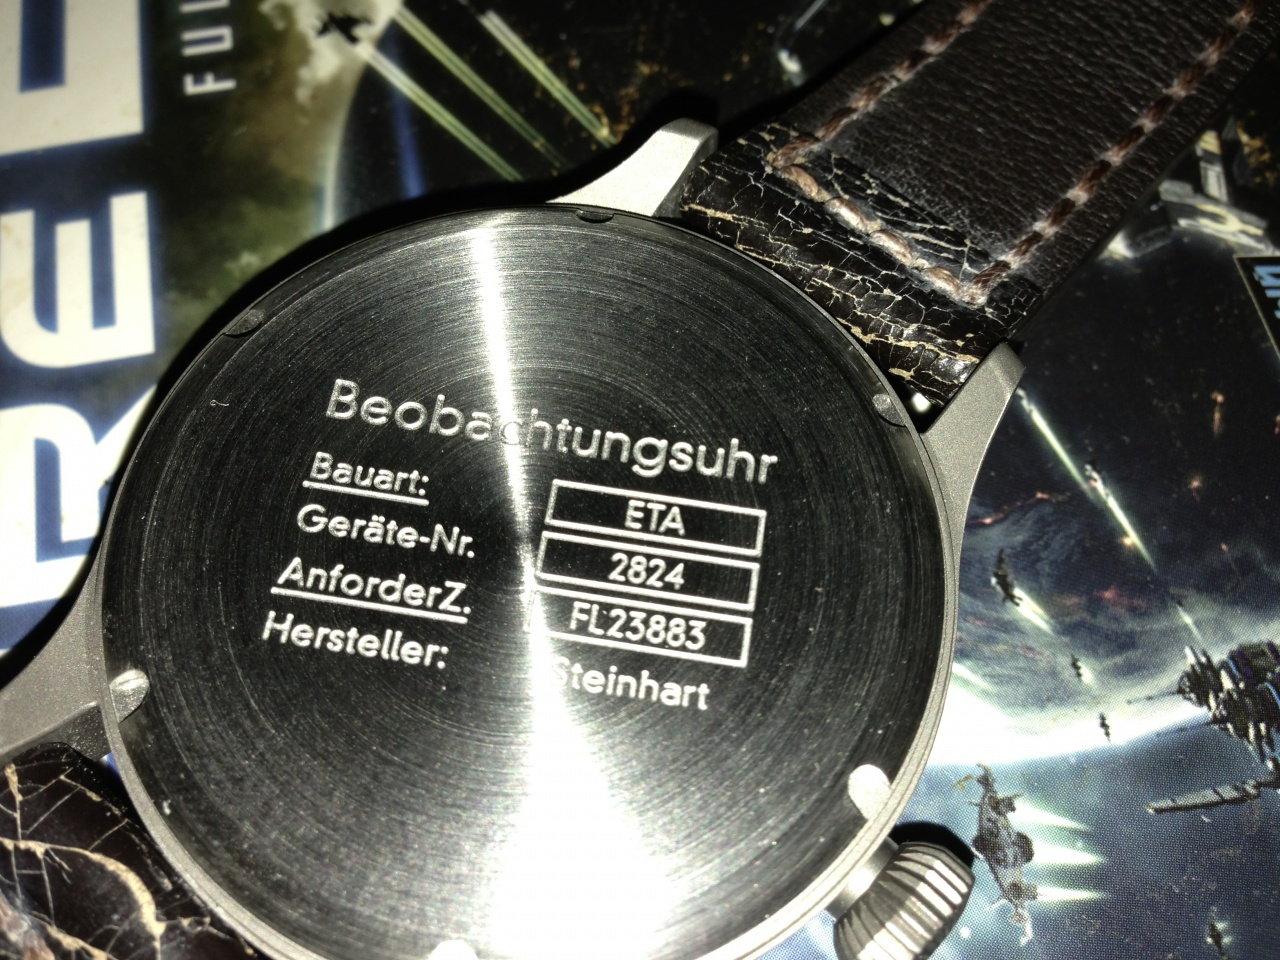 Beobachtungsuhr
Bauart: ETA
Geräte-Nr. 2824
AnforderZ. FL23883
Hersteller: Steinhart